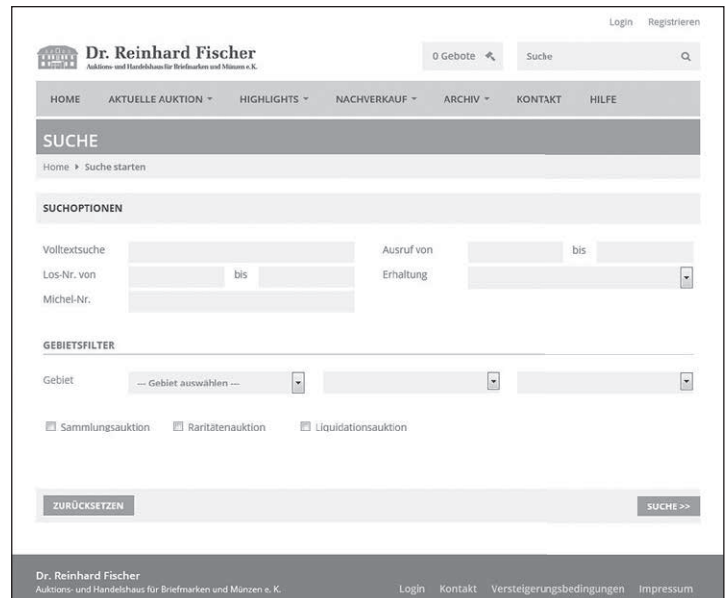 Login Registrieren
Dr. Reinhard Fischer
Auktions- und Handelshaus für Briefmarken und Münzen e.K.
0 Gebote Suche
HOME AKTUELLE AUKTION HIGHLIGHTS NACHVERKAUF ARCHIV KONTAKT HILFE
SUCHE
Home Suche starten
SUCHOPTIONEN
Volltextsuche Ausruf von bis
Los-Nr. von bis Erhaltung
Michel-Nr.
GEBIETSFILTER
Gebiet --- Gebiet auswählen ---
Sammlungsauktion Raritätenauktion Liquidationsauktion
ZURÜCKSETZEN SUCHE >>
Dr. Reinhard Fischer
Auktions- und Handelshaus für Briefmarken und Münzen e. K. Login Kontakt Versteigerungsbedingungen Impressum